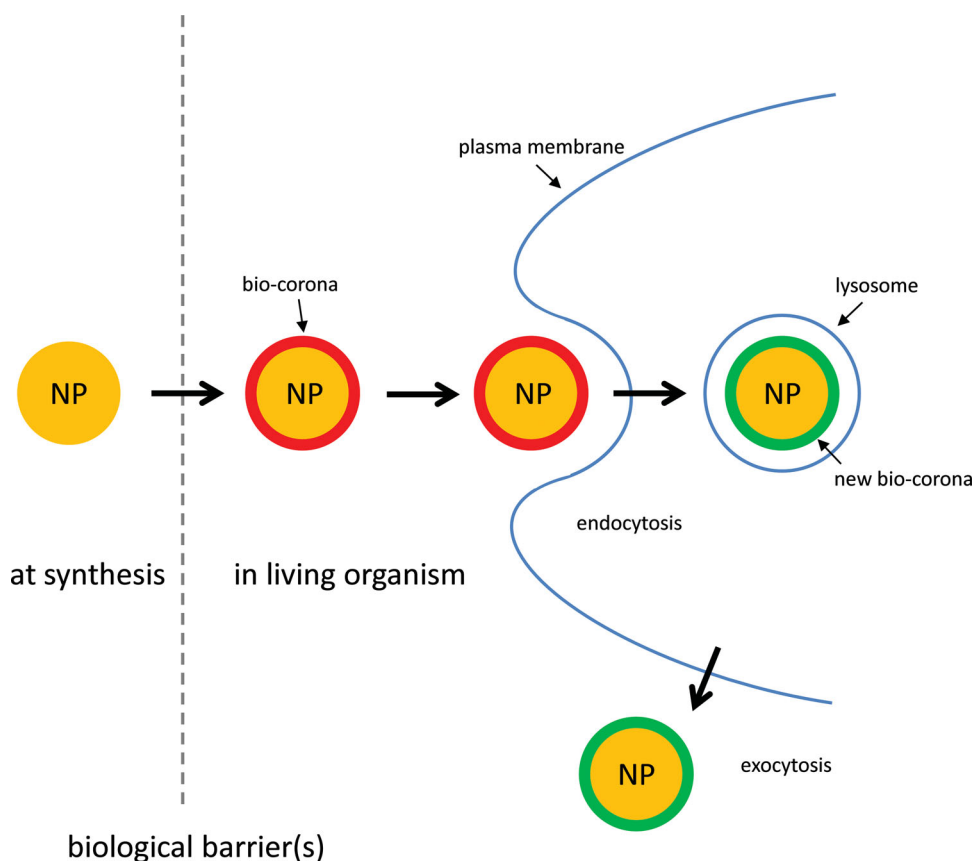 plasma membrane
bio-corona
lysosome
NP
NP
NP
NP
new bio-corona
endocytosis
at synthesis
in living organism
NP
exocytosis
biological barrier(s)